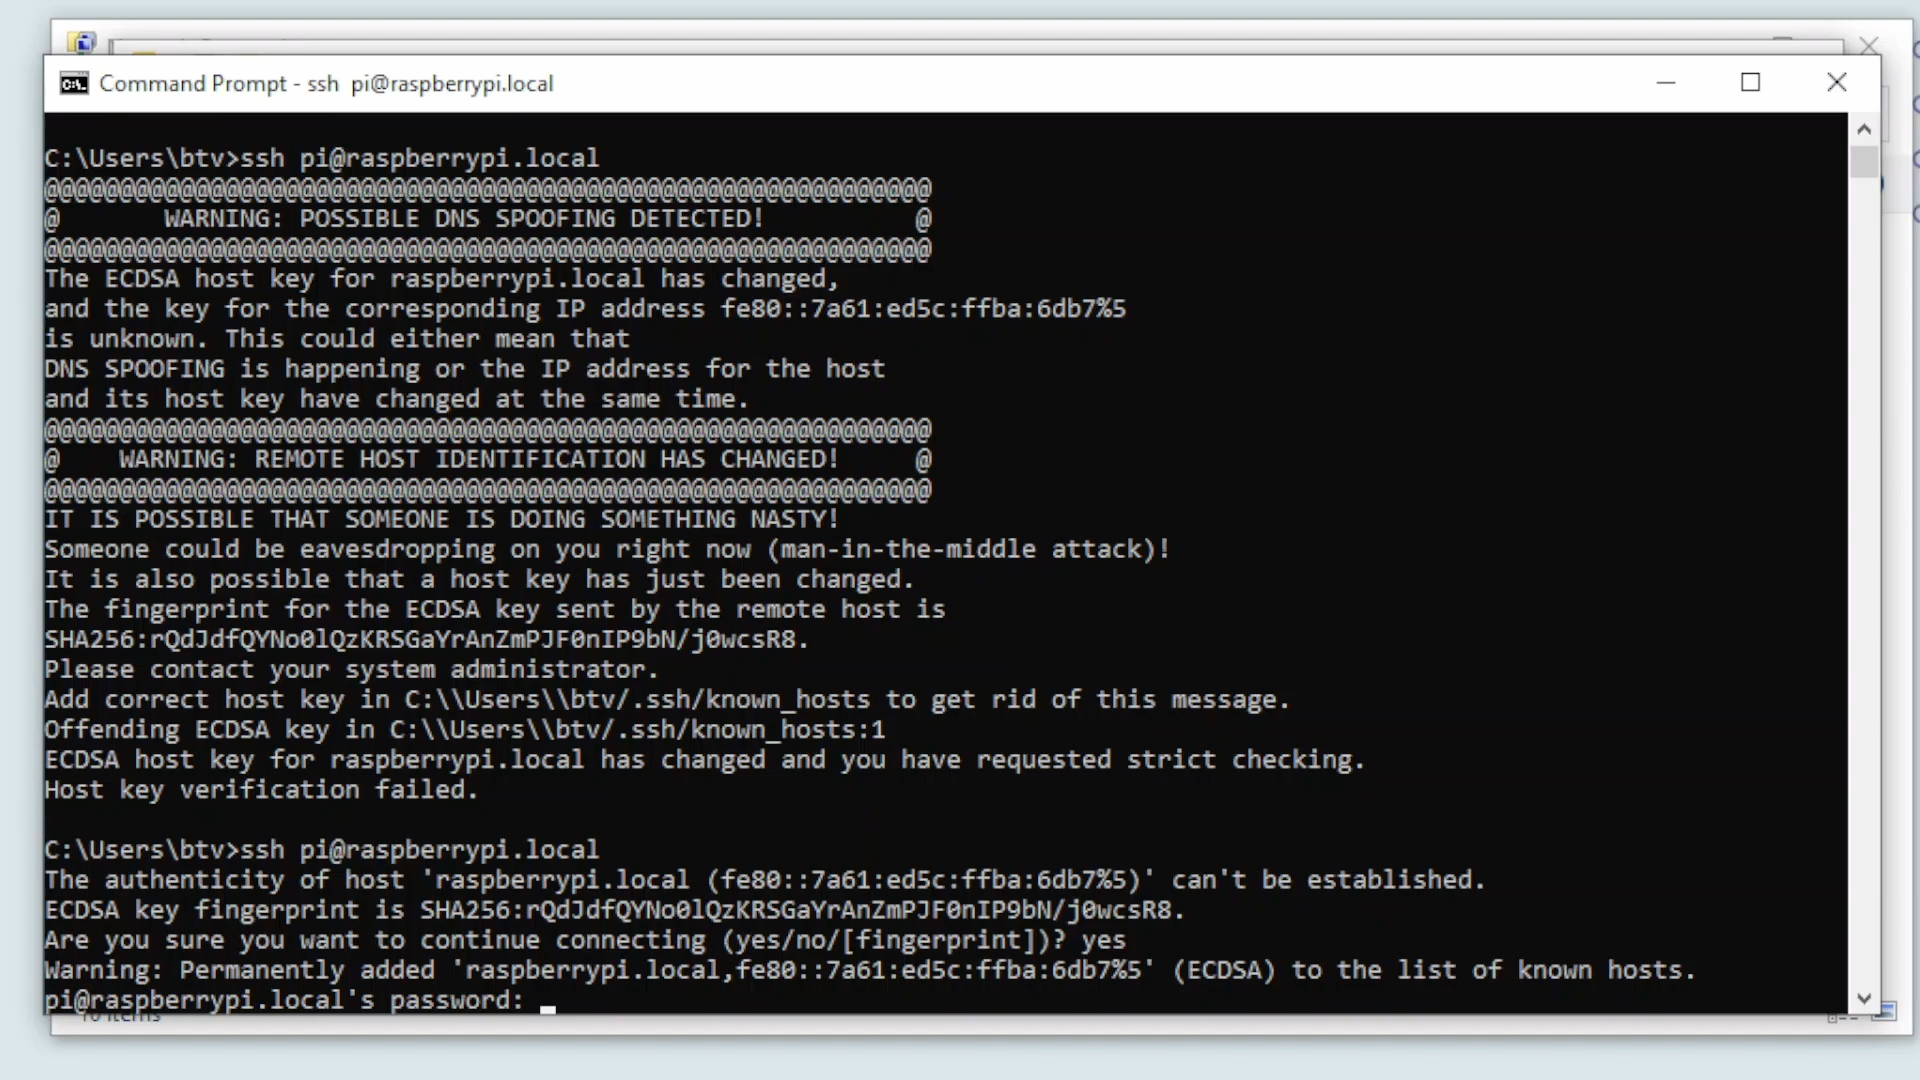 Command Prompt - ssh  pi@raspberrypi.local
C:\Users\btv>ssh pi@raspberrypi.local
@@@@@@@@@@@@@@@@@@@@@@@@@@@@@@@@@@@@@@@@@@@@@@@@@@@@@@@@@@@
@       WARNING: POSSIBLE DNS SPOOFING DETECTED!          @
@@@@@@@@@@@@@@@@@@@@@@@@@@@@@@@@@@@@@@@@@@@@@@@@@@@@@@@@@@@
The ECDSA host key for raspberrypi.local has changed,
and the key for the corresponding IP address fe80::7a61:ed5c:ffba:6db7%5
is unknown. This could either mean that
DNS SPOOFING is happening or the IP address for the host
and its host key have changed at the same time.
@@@@@@@@@@@@@@@@@@@@@@@@@@@@@@@@@@@@@@@@@@@@@@@@@@@@@@@@@@@
@    WARNING: REMOTE HOST IDENTIFICATION HAS CHANGED!     @
@@@@@@@@@@@@@@@@@@@@@@@@@@@@@@@@@@@@@@@@@@@@@@@@@@@@@@@@@@@
IT IS POSSIBLE THAT SOMEONE IS DOING SOMETHING NASTY!
Someone could be eavesdropping on you right now (man-in-the-middle attack)!
It is also possible that a host key has just been changed.
The fingerprint for the ECDSA key sent by the remote host is
SHA256:rQdJdfQYNo0lQzKRSGaYrAnZmPJF0nIP9bN/j0wcsR8.
Please contact your system administrator.
Add correct host key in C:\\Users\\btv/.ssh/known_hosts to get rid of this message.
Offending ECDSA key in C:\\Users\\btv/.ssh/known_hosts:1
ECDSA host key for raspberrypi.local has changed and you have requested strict checking.
Host key verification failed.
C:\Users\btv>ssh pi@raspberrypi.local
The authenticity of host 'raspberrypi.local (fe80::7a61:ed5c:ffba:6db7%5)' can't be established.
ECDSA key fingerprint is SHA256:rQdJdfQYNo0lQzKRSGaYrAnZmPJF0nIP9bN/j0wcsR8.
Are you sure you want to continue connecting (yes/no/[fingerprint])? yes
Warning: Permanently added 'raspberrypi.local,fe80::7a61:ed5c:ffba:6db7%5' (ECDSA) to the list of known hosts.
pi@raspberrypi.local's password:
items